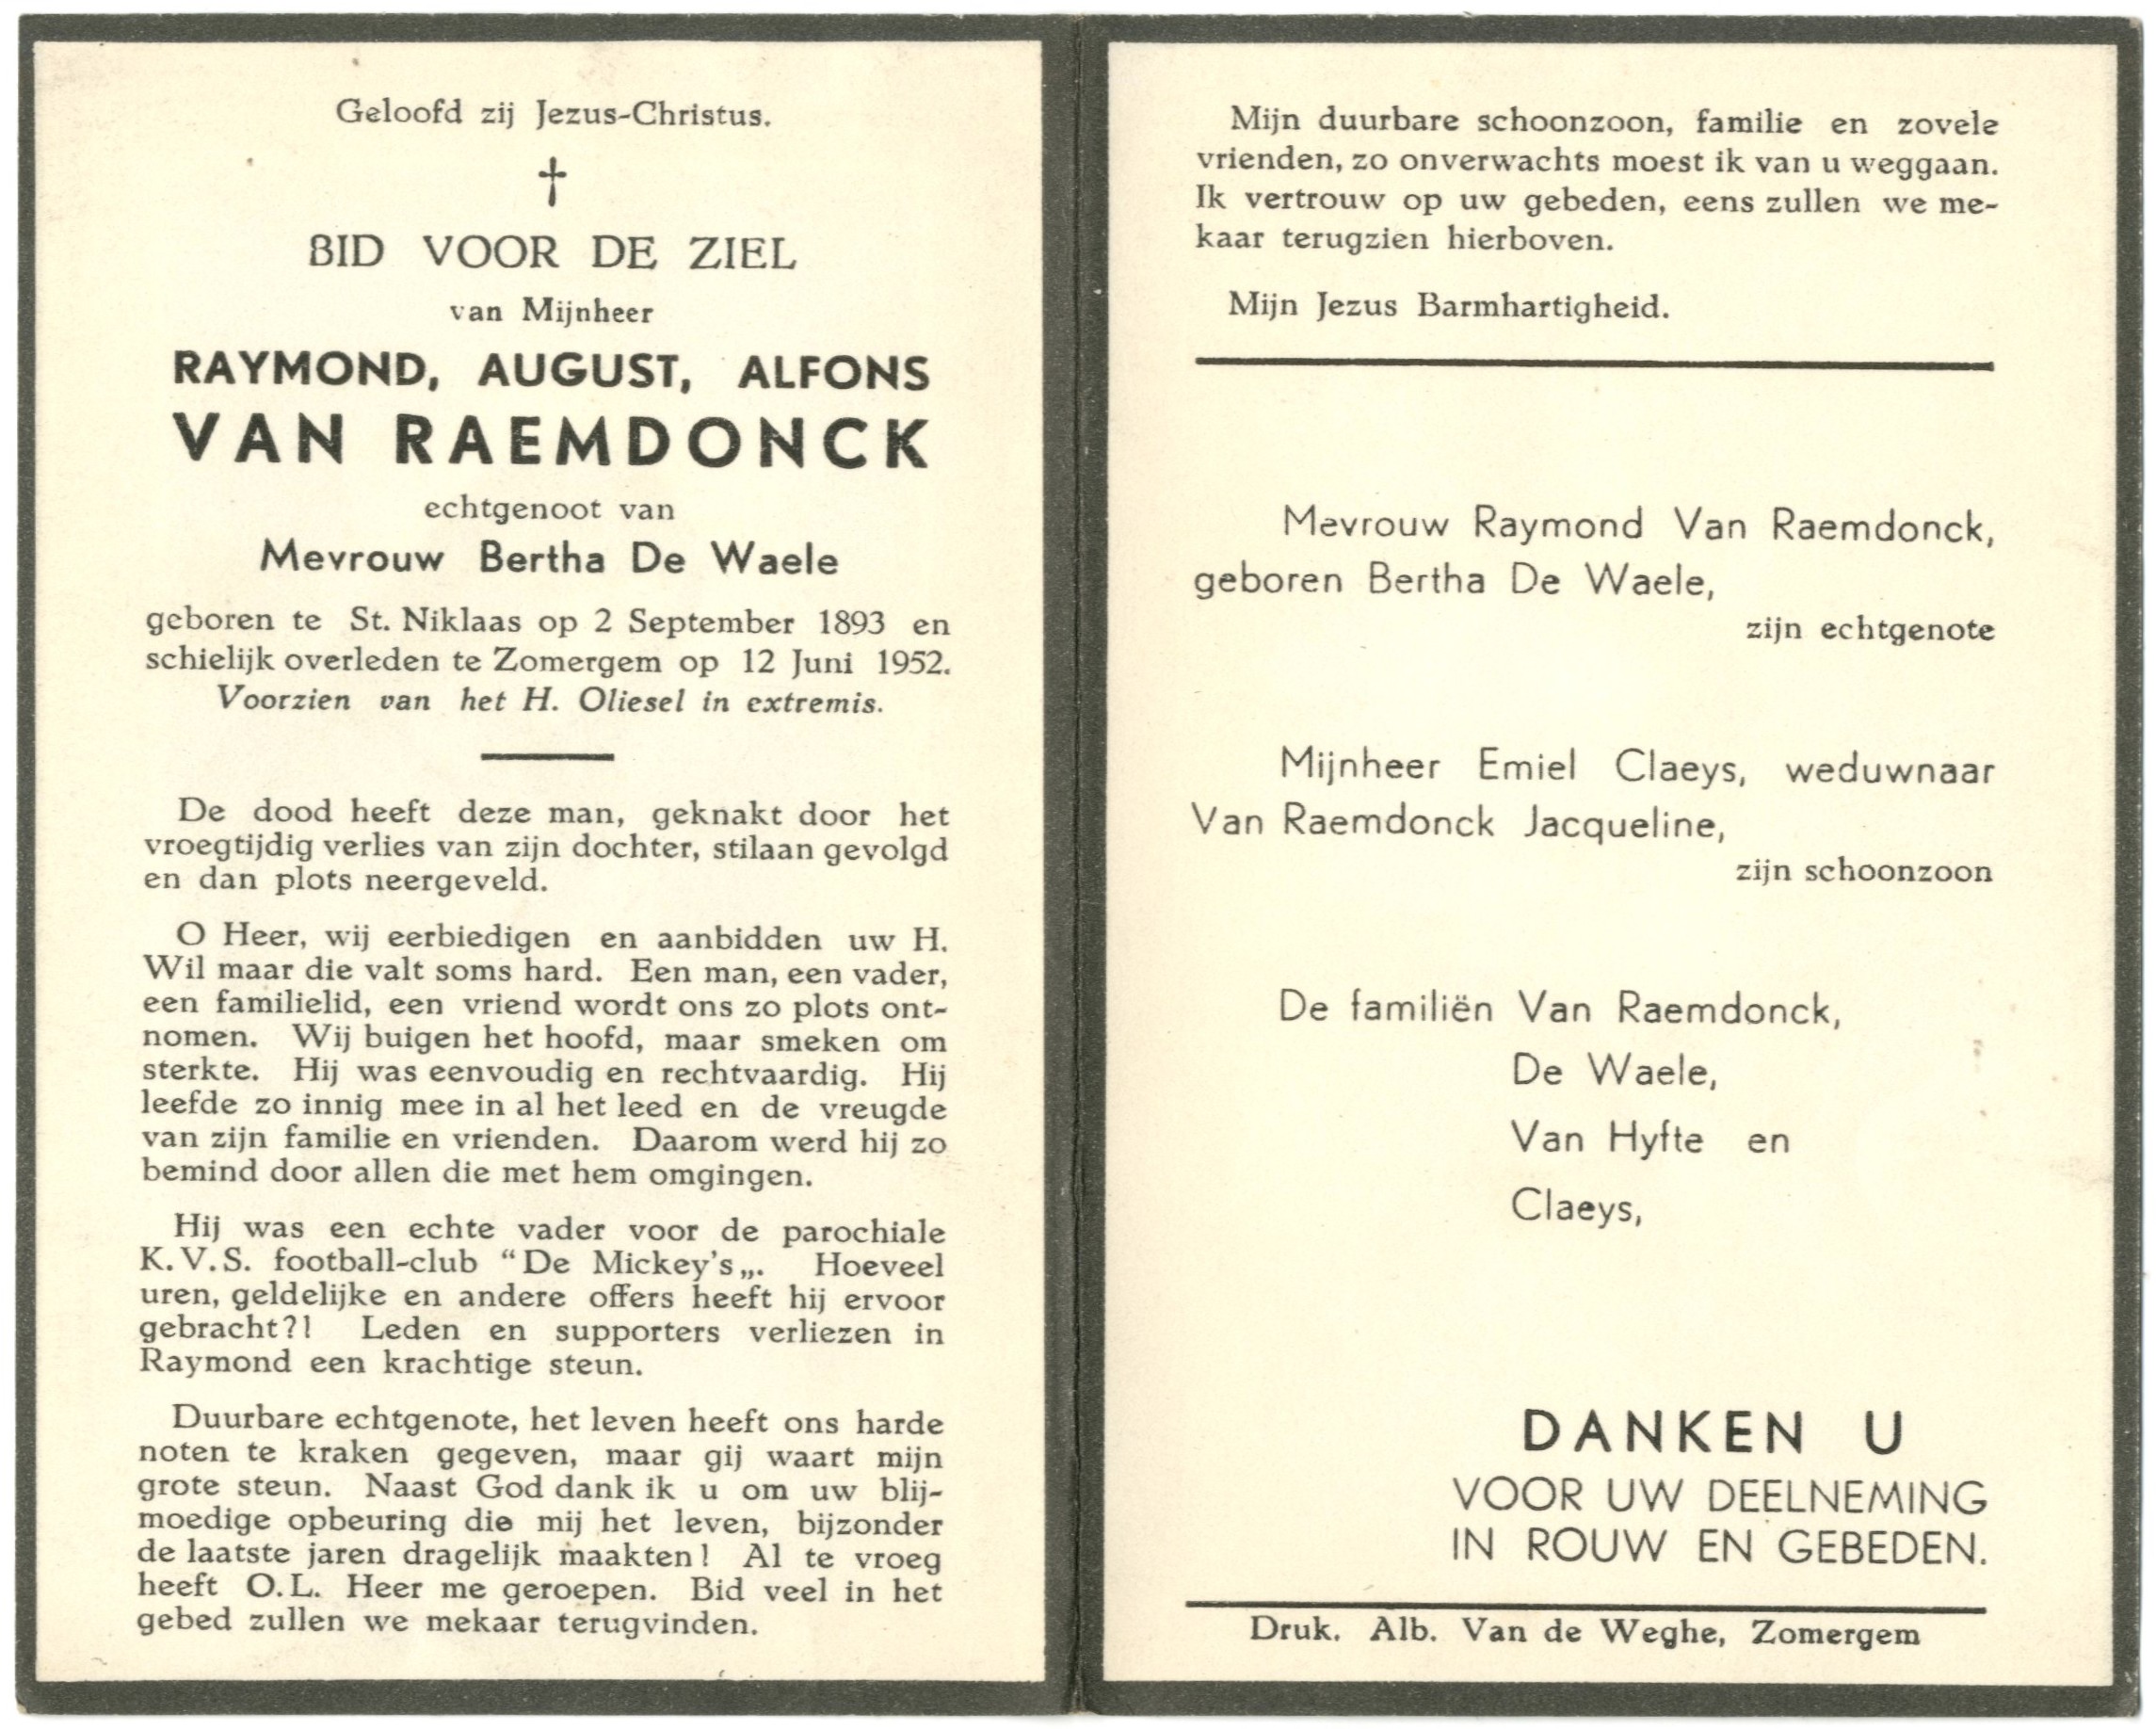 Geloofd zij Jezus-Christus.
†
BID VOOR DE ZIEL
van Mijnheer
RAYMOND, AUGUST, ALFONS
VAN RAEMDONCK
echtgenoot van
Mevrouw Bertha De Waele
geboren te St. Niklaas op 2 September 1893 en
schielijk overleden te Zomergem op 12 Juni 1952.
Voorzien van het H. Oliesel in extremis.
De dood heeft deze man, geknakt door het
vroegtijdig verlies van zijn dochter, stilaan gevolgd
en dan plots neergeveld.
O Heer, wij eerbiedigen en aanbidden uw H.
Wil maar die valt soms hard. Een man, een vader,
een familielid, een vriend wordt ons zo plots ont-
nomen. Wij buigen het hoofd, maar smeken om
sterkte. Hij was eenvoudig en rechtvaardig. Hij
leefde zo innig mee in al het leed en de vreugde
van zijn familie en vrienden. Daarom werd hij zo
bemind door allen die met hem omgingen.
Hij was een echte vader voor de parochiale
K.V.S. football-club “De Mickey's„. Hoeveel
uren, geldelijke en andere offers heeft hij ervoor
gebracht?! Leden en supporters verliezen in
Raymond een krachtige steun.
Duurbare echtgenote, het leven heeft ons harde
noten te kraken gegeven, maar gij waart mijn
grote steun. Naast God dank ik u om uw blij-
moedige opbeuring die mij het leven, bijzonder
de laatste jaren dragelijk maakten! Al te vroeg
heeft O.L. Heer me geroepen. Bid veel in het
gebed zullen we mekaar terugvinden.
Mijn duurbare schoonzoon, familie en zovele
vrienden, zo onverwachts moest ik van u weggaan.
Ik vertrouw op uw gebeden, eens zullen we me-
kaar terugzien hierboven.
Mijn Jezus Barmhartigheid.
Mevrouw Raymond Van Raemdonck,
geboren Bertha De Waele,
zijn echtgenote
Mijnheer Emiel Claeys, weduwnaar
Van Raemdonck Jacqueline,
zijn schoonzoon
De familiën Van Raemdonck,
De Waele,
Van Hyfte en
Claeys,
DANKEN U
VOOR UW DEELNEMING
IN ROUW EN GEBEDEN.
Druk. Alb. Van de Weghe, Zomergem